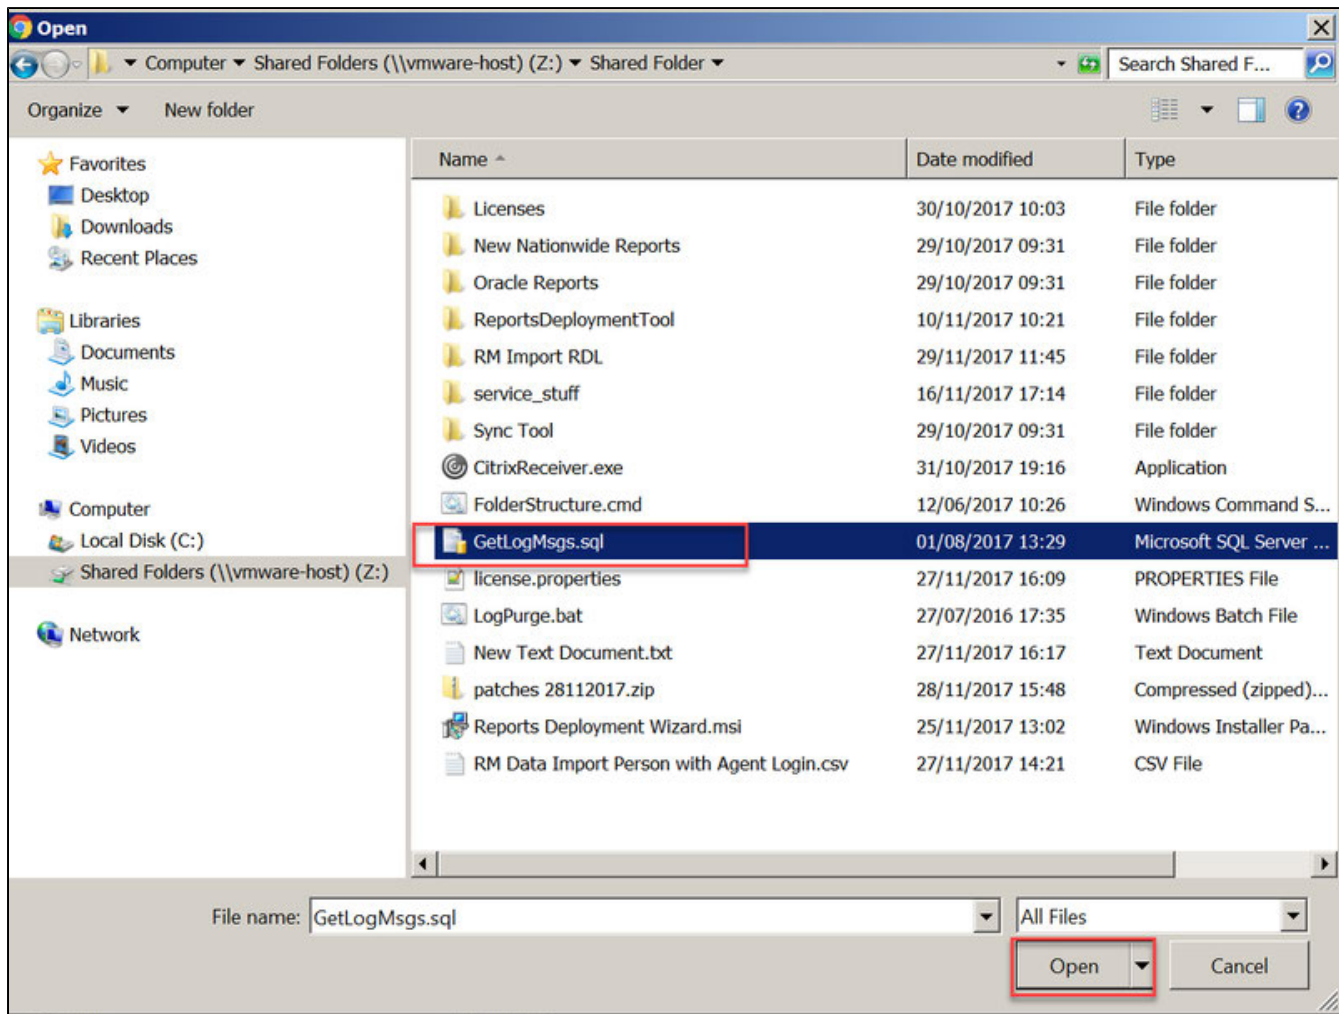 Open
Computer Shared Folders (\\vmware-host) (Z:) Shared Folder Search Shared F...
Organize New folder
Name Date modified Type
Favorites
Desktop
Downloads
Recent Places
Libraries
Documents
Music
Pictures
Videos
Computer
Local Disk (C:)
Shared Folders (\\vmware-host) (Z:)
Network
Licenses 30/10/2017 10:03 File folder
New Nationwide Reports 29/10/2017 09:31 File folder
Oracle Reports 29/10/2017 09:31 File folder
ReportsDeploymentTool 10/11/2017 10:21 File folder
RM Import RDL 29/11/2017 11:45 File folder
service_stuff 16/11/2017 17:14 File folder
Sync Tool 29/10/2017 09:31 File folder
CitrixReceiver.exe 31/10/2017 19:16 Application
FolderStructure.cmd 12/06/2017 10:26 Windows Command S...
GetLogMsgs.sql 01/08/2017 13:29 Microsoft SQL Server ...
license.properties 27/11/2017 16:09 PROPERTIES File
LogPurge.bat 27/07/2016 17:35 Windows Batch File
New Text Document.txt 27/11/2017 16:17 Text Document
patches 28112017.zip 28/11/2017 15:48 Compressed (zipped)...
Reports Deployment Wizard.msi 25/11/2017 13:02 Windows Installer Pa...
RM Data Import Person with Agent Login.csv 27/11/2017 14:21 CSV File
File name: GetLogMsgs.sql All Files
Open Cancel